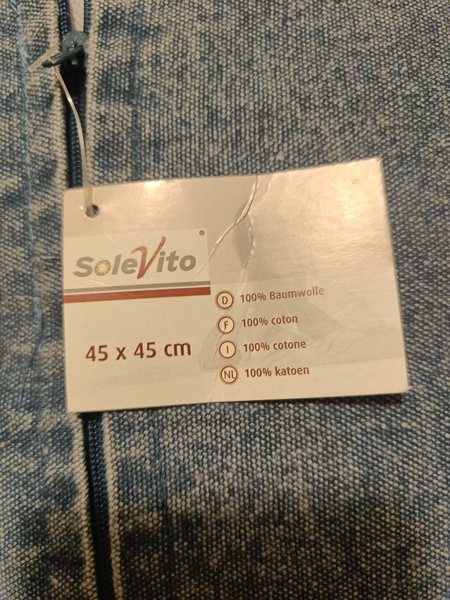 SoleVito
45 x 45 cm
D 100% Baumwolle
F 100% coton
I 100% cotone
NL 100% katoen